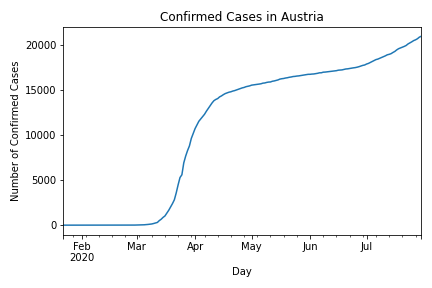 Confirmed Cases in Austria
Number of Confirmed Cases
20000
15000
10000
5000
0
Feb Mar Apr May Jun Jul
2020
Day